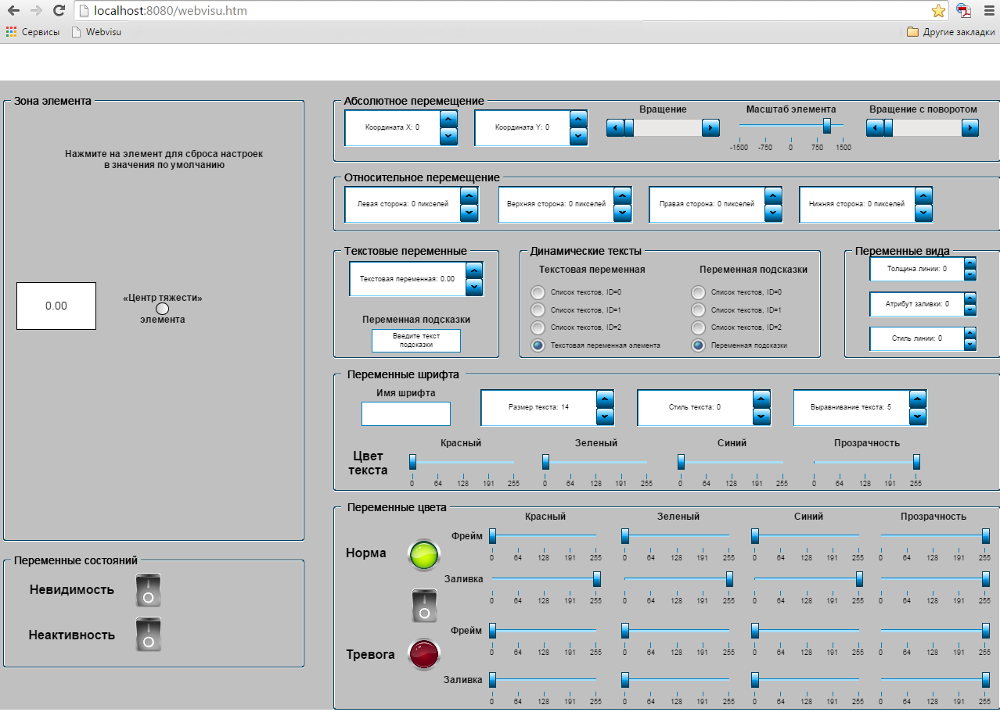 localhost:8080/webvisu.htm
Сервисы Webvisu Другие закладки
Зона элемента
Нажмите на элемент для сброса настроек
в значения по умолчанию
0.00
«Центр тяжести»
элемента
Переменные состояний
Невидимость
Неактивность
Абсолютное перемещение
Координата X: 0
Координата Y: 0
Вращение
Масштаб элемента
-1500 -750 0 750 1500
Вращение с поворотом
Относительное перемещение
Левая сторона: 0 пикселей
Верхняя сторона: 0 пикселей
Правая сторона: 0 пикселей
Нижняя сторона: 0 пикселей
Текстовые переменные
Текстовая переменная: 0.00
Переменная подсказки
Введите текст
подсказки
Динамические тексты
Текстовая переменная
Список текстов, ID=0
Список текстов, ID=1
Список текстов, ID=2
Текстовая переменная элемента
Переменная подсказки
Список текстов, ID=0
Список текстов, ID=1
Список текстов, ID=2
Переменная подсказки
Переменные вида
Толщина линии: 0
Атрибут заливки: 0
Стиль линии: 0
Переменные шрифта
Имя шрифта
Размер текста: 14
Стиль текста: 0
Выравнивание текста: 5
Цвет
текста
Красный Зеленый Синий Прозрачность
0 64 128 191 255 0 64 128 191 255 0 64 128 191 255 0 64 128 191 255
Переменные цвета
Красный Зеленый Синий Прозрачность
Норма
Фрейм
0 64 128 191 255 0 64 128 191 255 0 64 128 191 255 0 64 128 191 255
Заливка
0 64 128 191 255 0 64 128 191 255 0 64 128 191 255 0 64 128 191 255
Тревога
Фрейм
0 64 128 191 255 0 64 128 191 255 0 64 128 191 255 0 64 128 191 255
Заливка
0 64 128 191 255 0 64 128 191 255 0 64 128 191 255 0 64 128 191 255